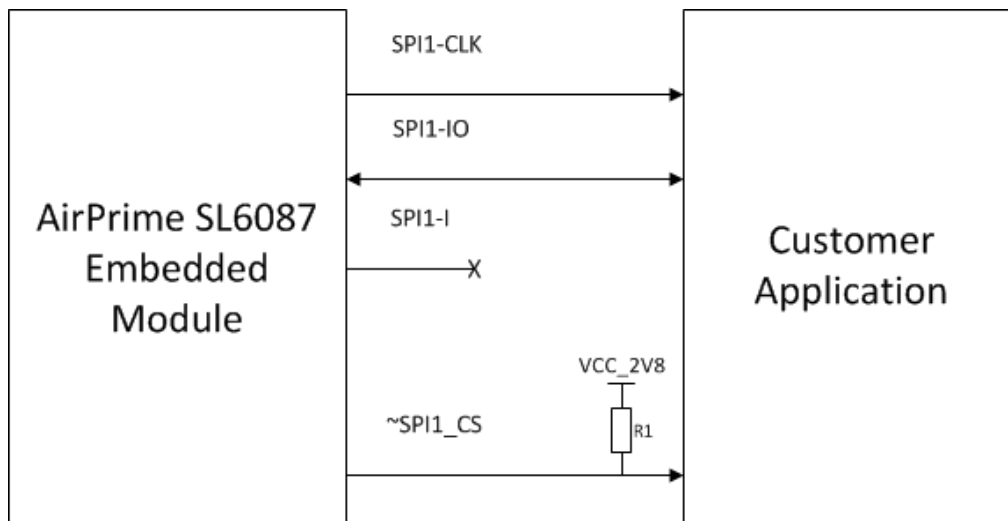 SPI1-CLK
SPI1-IO
AirPrime SL6087
Embedded
Module
SPI1-I
Customer
Application
VCC_2V8
~SPI1_CS
R1